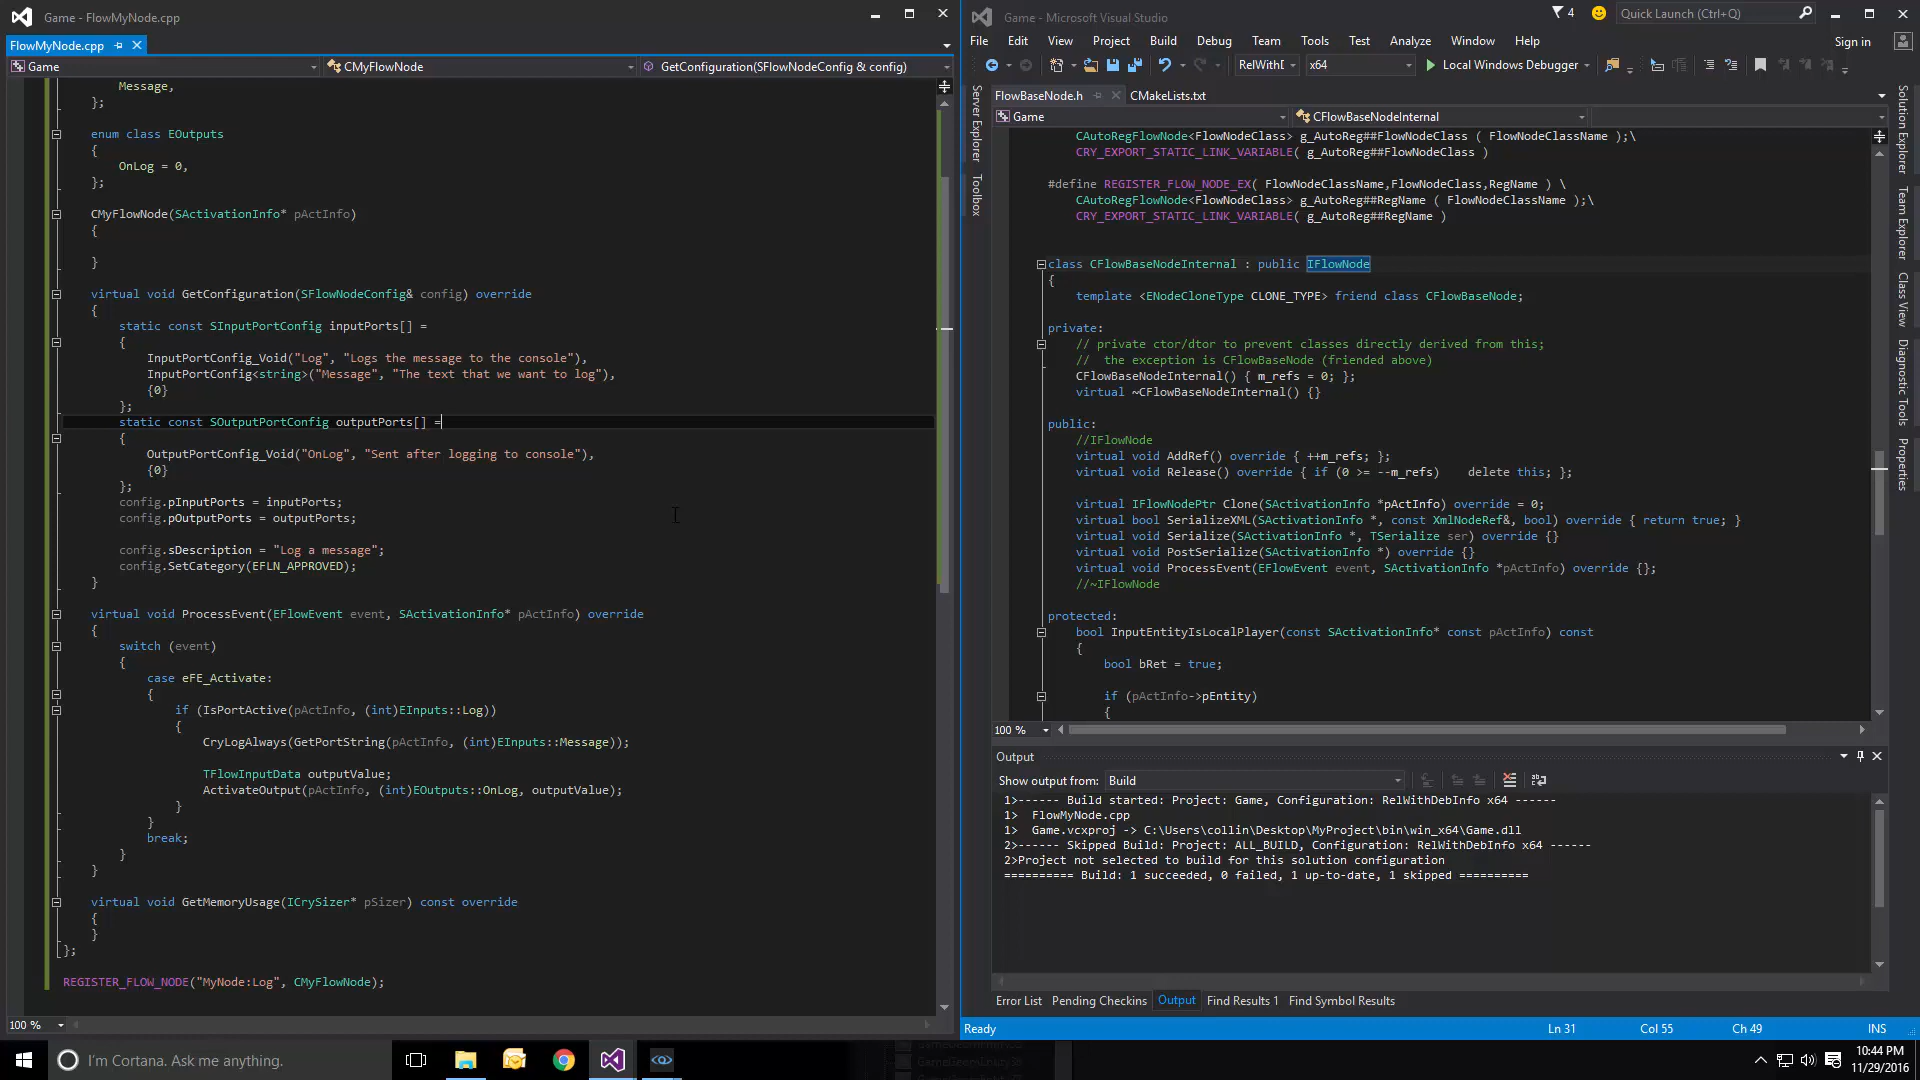 Game - FlowMyNode.cpp
FlowMyNode.cpp
Game
CMyFlowNode
GetConfiguration(SFlowNodeConfig & config)
Message,
};
enum class EOutputs
{
OnLog = 0,
};
CMyFlowNode(SActivationInfo* pActInfo)
{
}
virtual void GetConfiguration(SFlowNodeConfig& config) override
{
static const SInputPortConfig inputPorts[] =
{
InputPortConfig_Void("Log", "Logs the message to the console"),
InputPortConfig<string>("Message", "The text that we want to log"),
{0}
};
static const SOutputPortConfig outputPorts[] =
{
OutputPortConfig_Void("OnLog", "Sent after logging to console"),
{0}
};
config.pInputPorts = inputPorts;
config.pOutputPorts = outputPorts;
config.sDescription = "Log a message";
config.SetCategory(EFLN_APPROVED);
}
virtual void ProcessEvent(EFlowEvent event, SActivationInfo* pActInfo) override
{
switch (event)
{
case eFE_Activate:
{
if (IsPortActive(pActInfo, (int)EInputs::Log))
{
CryLogAlways(GetPortString(pActInfo, (int)EInputs::Message));
TFlowInputData outputValue;
ActivateOutput(pActInfo, (int)EOutputs::OnLog, outputValue);
}
}
break;
}
}
virtual void GetMemoryUsage(ICrySizer* pSizer) const override
{
}
};
REGISTER_FLOW_NODE("MyNode:Log", CMyFlowNode);
100 %
Game - Microsoft Visual Studio
4
Quick Launch (Ctrl+Q)
File Edit View Project Build Debug Team Tools Test Analyze Window Help
Sign in
RelWithI
x64
Local Windows Debugger
Server Explorer
Toolbox
FlowBaseNode.h
CMakeLists.txt
Game
CFlowBaseNodeInternal
CAutoRegFlowNode<FlowNodeClass> g_AutoReg##FlowNodeClass ( FlowNodeClassName );\
CRY_EXPORT_STATIC_LINK_VARIABLE( g_AutoReg##FlowNodeClass )
#define REGISTER_FLOW_NODE_EX( FlowNodeClassName,FlowNodeClass,RegName ) \
CAutoRegFlowNode<FlowNodeClass> g_AutoReg##RegName ( FlowNodeClassName );\
CRY_EXPORT_STATIC_LINK_VARIABLE( g_AutoReg##RegName )
class CFlowBaseNodeInternal : public IFlowNode
{
template <ENodeCloneType CLONE_TYPE> friend class CFlowBaseNode;
private:
// private ctor/dtor to prevent classes directly derived from this;
//  the exception is CFlowBaseNode (friended above)
CFlowBaseNodeInternal() { m_refs = 0; };
virtual ~CFlowBaseNodeInternal() {}
public:
//IFlowNode
virtual void AddRef() override { ++m_refs; };
virtual void Release() override { if (0 >= --m_refs)    delete this; };
virtual IFlowNodePtr Clone(SActivationInfo *pActInfo) override = 0;
virtual bool SerializeXML(SActivationInfo *, const XmlNodeRef&, bool) override { return true; }
virtual void Serialize(SActivationInfo *, TSerialize ser) override {}
virtual void PostSerialize(SActivationInfo *) override {}
virtual void ProcessEvent(EFlowEvent event, SActivationInfo *pActInfo) override {};
//~IFlowNode
protected:
bool InputEntityIsLocalPlayer(const SActivationInfo* const pActInfo) const
{
bool bRet = true;
if (pActInfo->pEntity)
{
100 %
Output
Show output from: Build
1>------ Build started: Project: Game, Configuration: RelWithDebInfo x64 ------
1>  FlowMyNode.cpp
1>  Game.vcxproj -> C:\Users\collin\Desktop\MyProject\bin\win_x64\Game.dll
2>------ Skipped Build: Project: ALL_BUILD, Configuration: RelWithDebInfo x64 ------
2>Project not selected to build for this solution configuration
========== Build: 1 succeeded, 0 failed, 1 up-to-date, 1 skipped ==========
Error List Pending Checkins Output Find Results 1 Find Symbol Results
Solution Explorer
Team Explorer
Class View
Diagnostic Tools
Properties
Ready
Ln 31
Col 55
Ch 49
INS
I'm Cortana. Ask me anything.
10:44 PM
11/29/2016